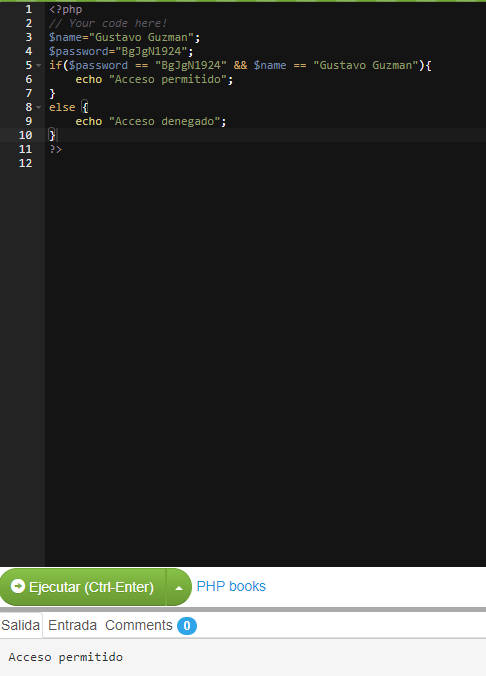 1 <?php
2 // Your code here!
3 $name="Gustavo Guzman";
4 $password="BgJgN1924";
5 if($password == "BgJgN1924" && $name == "Gustavo Guzman"){
6 echo "Acceso permitido";
7 }
8 else {
9 echo "Acceso denegado";
10 }
11 ?>
12
Ejecutar (Ctrl-Enter) PHP books
Salida Entrada Comments 0
Acceso permitido